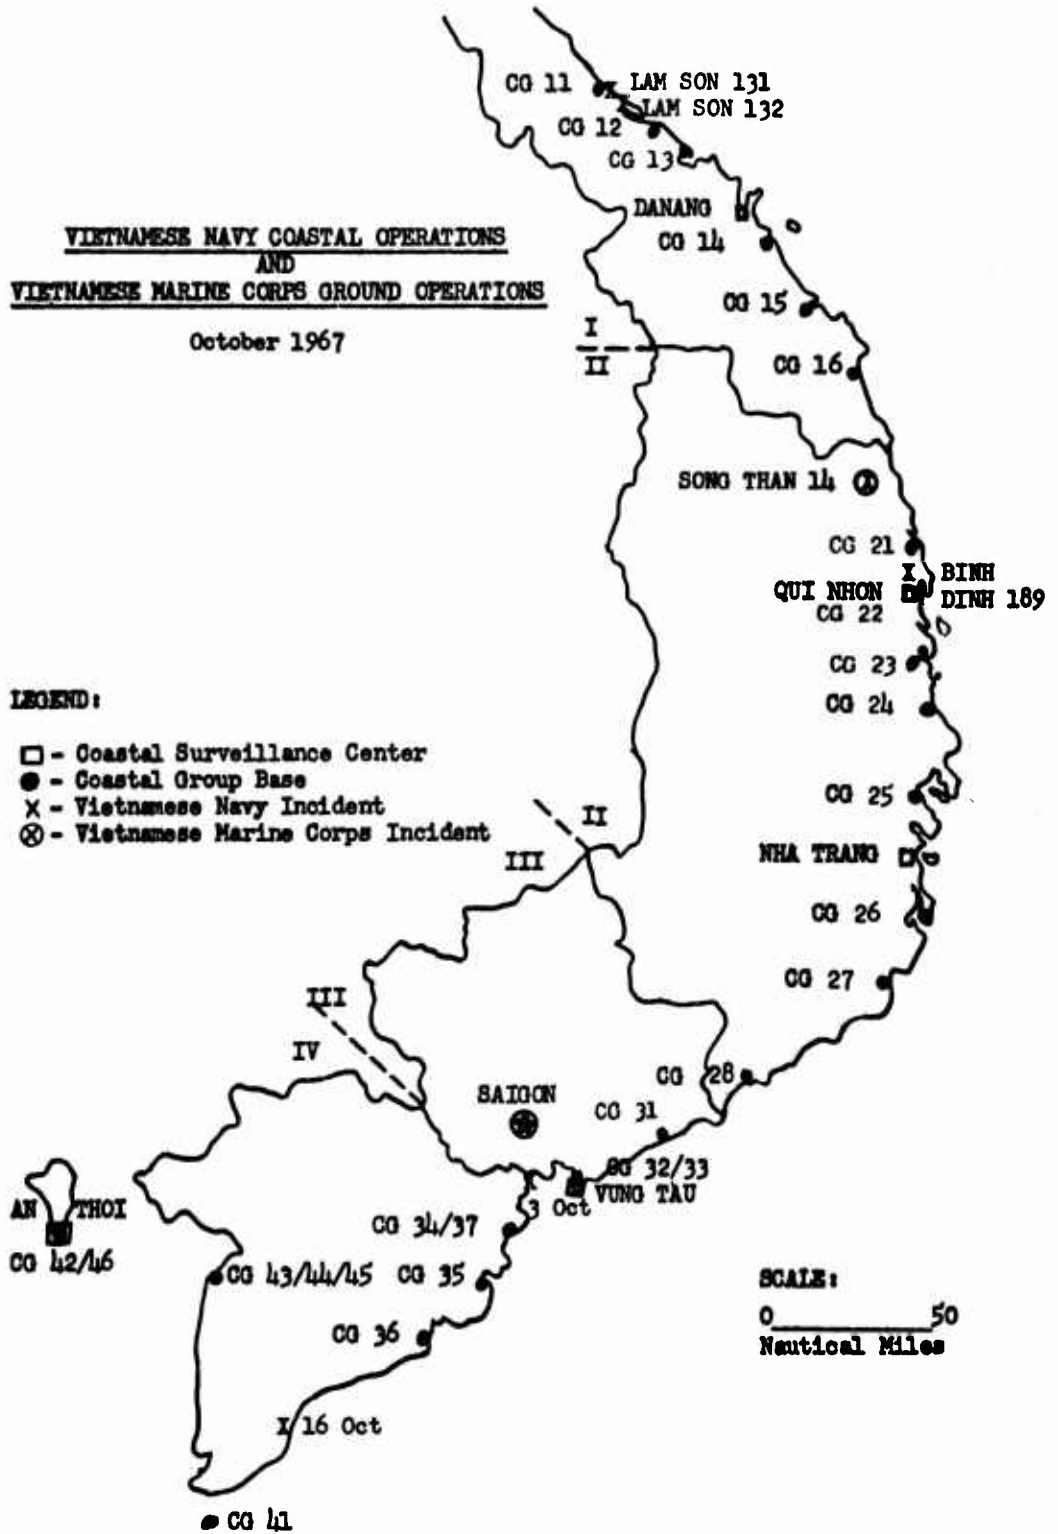 CG 11
LAM SON 131
LAM SON 132
CG 12
CG 13
DANANG
CG 14
VIETNAMESE NAVY COASTAL OPERATIONS
AND
VIETNAMESE MARINE CORPS GROUND OPERATIONS
October 1967
CG 15
I
II
CG 16
SONG THAN 14
CG 21
X BINH
QUI NHON DINH 189
CG 22
CG 23
CG 24
LEGEND:
- Coastal Surveillance Center
- Coastal Group Base
X - Vietnamese Navy Incident
- Vietnamese Marine Corps Incident
CG 25
II
III
NHA TRANG
CG 26
CG 27
III
IV
CG 28
SAIGON
CG 31
CG 32/33
VUNG TAU
3 Oct
AN THOI
CG 42/46
CG 34/37
CG 43/44/45 CG 35
SCALE:
0 50
Nautical Miles
CG 36
X 16 Oct
CG 41